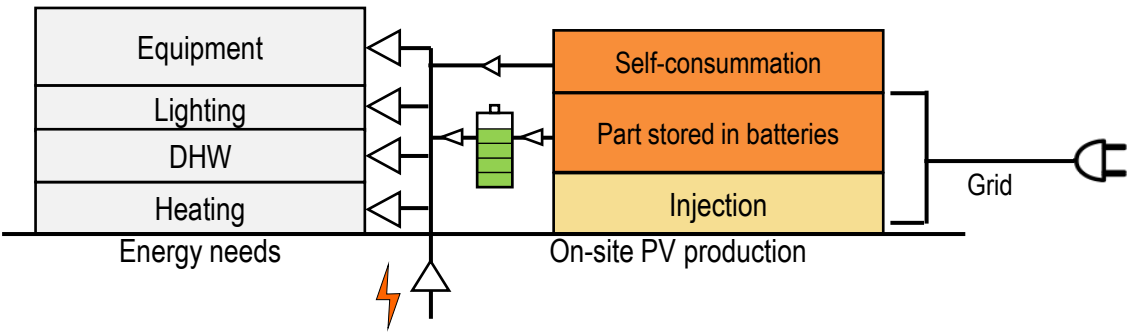 Equipment
Lighting
DHW
Heating
Energy needs
Self-consummation
Part stored in batteries
Injection
On-site PV production
Grid